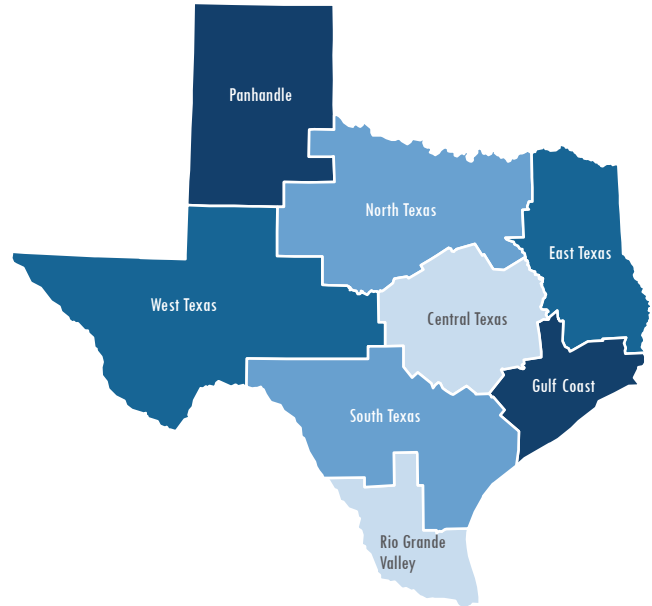 Panhandle
North Texas
East Texas
West Texas
Central Texas
Gulf Coast
South Texas
Rio Grande
Valley